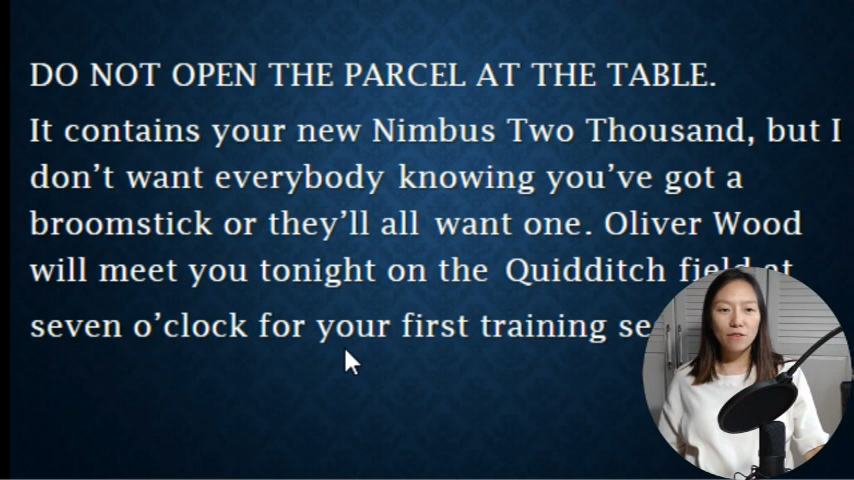 DO NOT OPEN THE PARCEL AT THE TABLE.
It contains your new Nimbus Two Thousand, but I
don’t want everybody knowing you’ve got a
broomstick or they’ll all want one. Oliver Wood
will meet you tonight on the Quidditch field at
seven o’clock for your first training